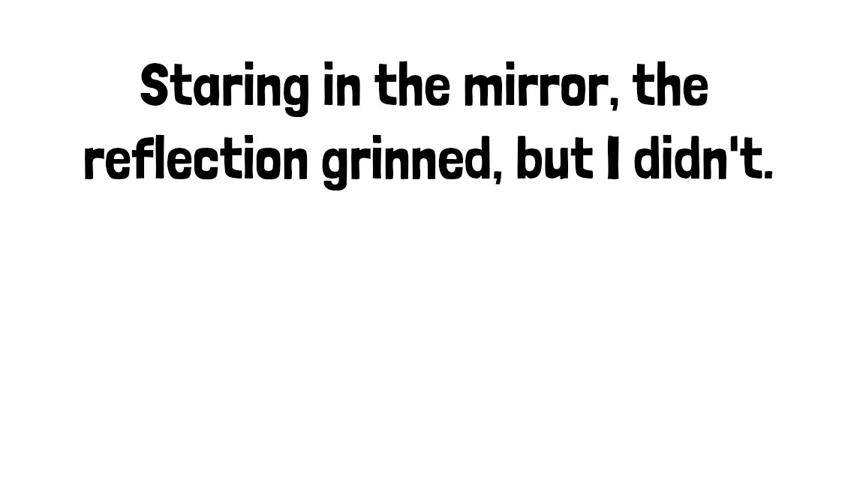 Staring in the mirror, the
reflection grinned, but I didn't.